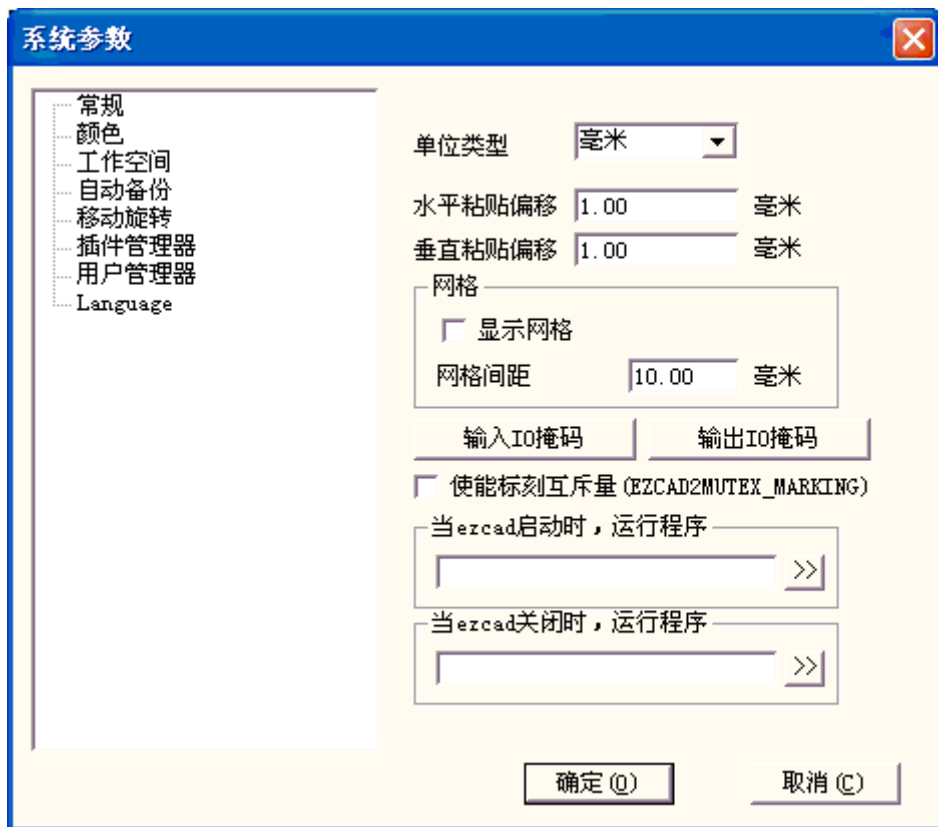 系统参数
常规
颜色
工作空间
自动备份
移动旋转
插件管理器
用户管理器
Language
单位类型 毫米
水平粘贴偏移 1.00 毫米
垂直粘贴偏移 1.00 毫米
网格
显示网格
网格间距 10.00 毫米
输入IO掩码 输出IO掩码
使能标刻互斥量(EZCAD2MUTEX_MARKING)
当ezcad启动时，运行程序
>>
当ezcad关闭时，运行程序
>>
确定(O) 取消(C)